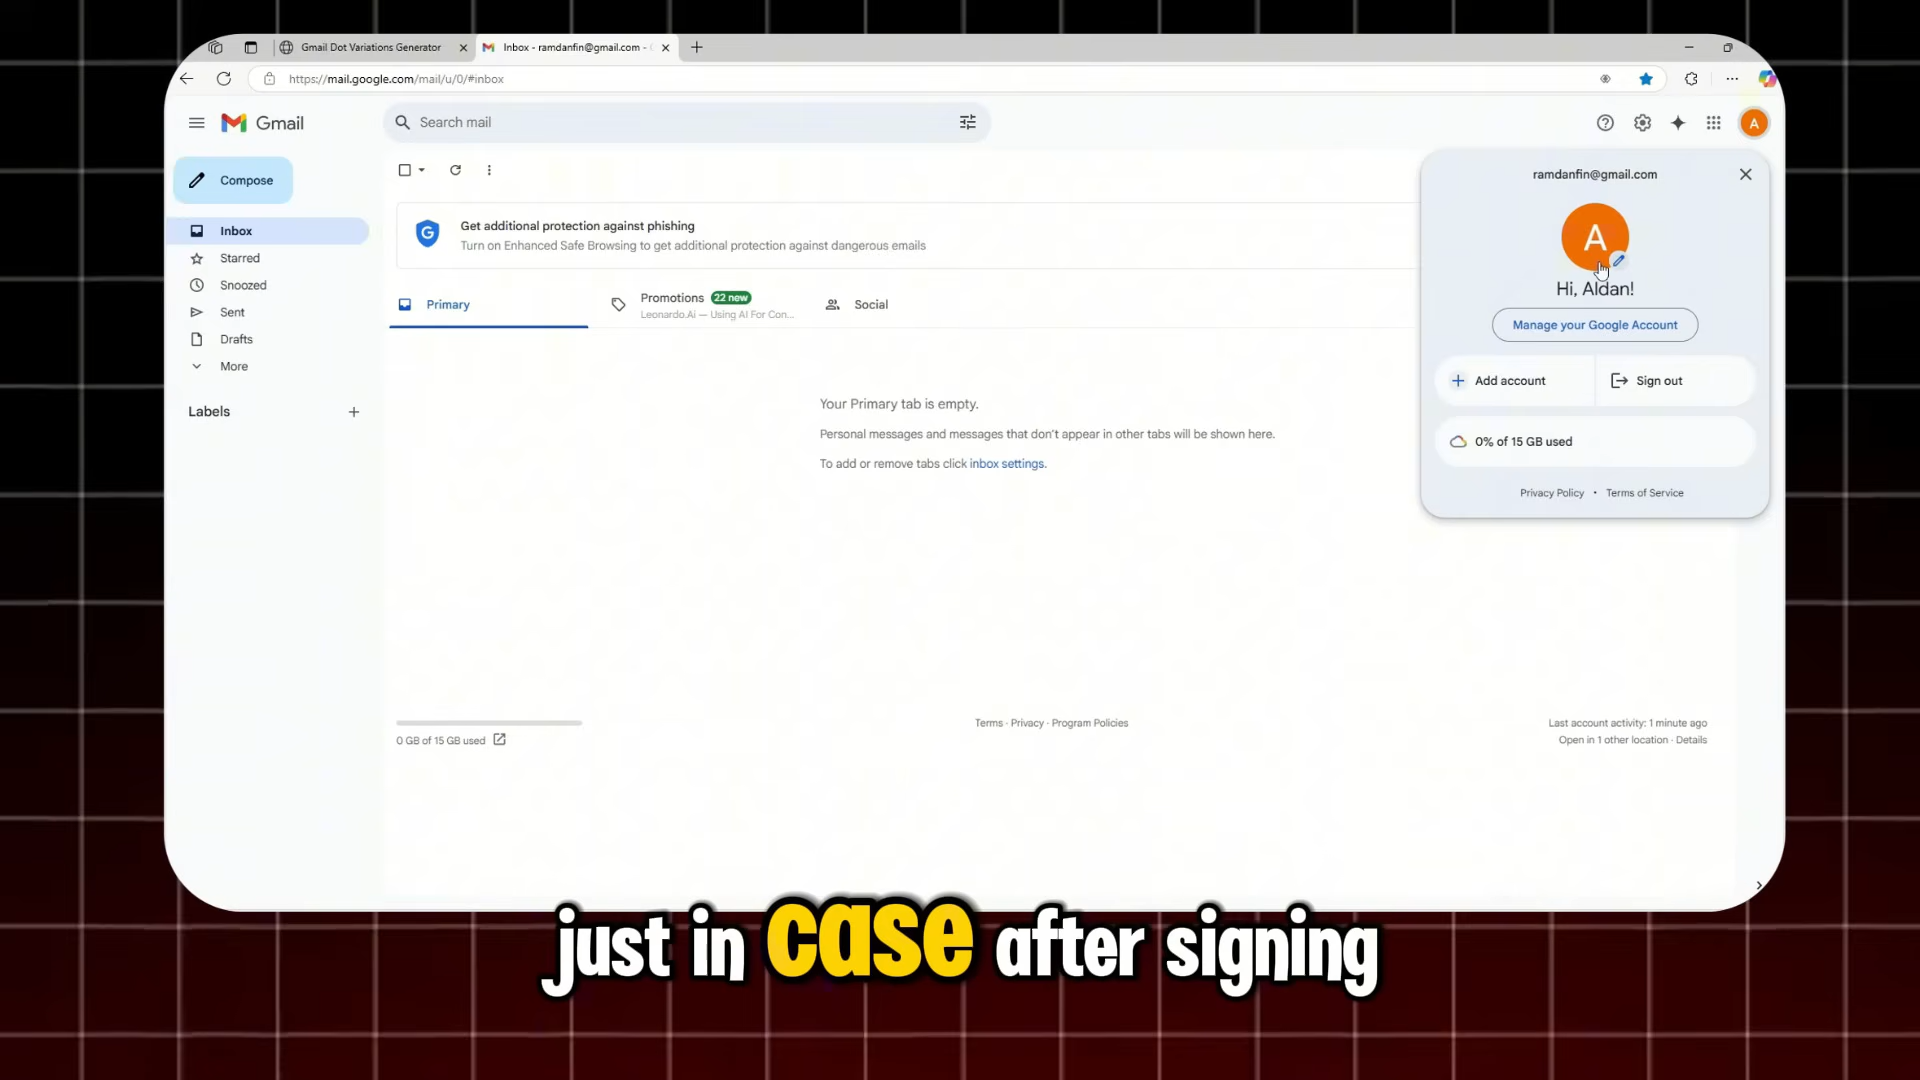 Gmail Dot Variations Generator
Inbox - ramdanfin@gmail.com -
https://mail.google.com/mail/u/0/#inbox
Gmail
Search mail
A
Compose
Inbox
Starred
Snoozed
Sent
Drafts
More
Labels
Get additional protection against phishing
Turn on Enhanced Safe Browsing to get additional protection against dangerous emails
Primary
Promotions 22 new
Leonardo.Ai — Using AI For Con...
Social
Your Primary tab is empty.
Personal messages and messages that don't appear in other tabs will be shown here.
To add or remove tabs click inbox settings.
ramdanfin@gmail.com
A
Hi, Aldan!
Manage your Google Account
Add account
Sign out
0% of 15 GB used
Privacy Policy • Terms of Service
0 GB of 15 GB used
Terms · Privacy · Program Policies
Last account activity: 1 minute ago
Open in 1 other location · Details
just in case after signing